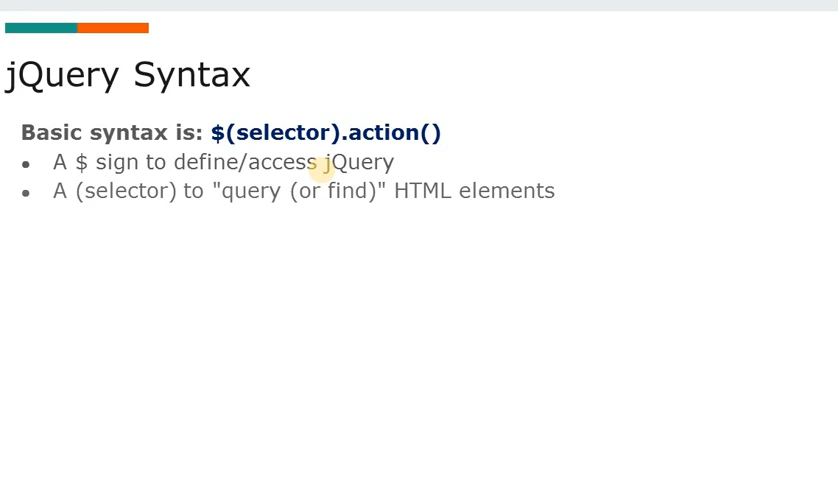 jQuery Syntax
Basic syntax is: $(selector).action()
• A $ sign to define/access jQuery
• A (selector) to "query (or find)" HTML elements